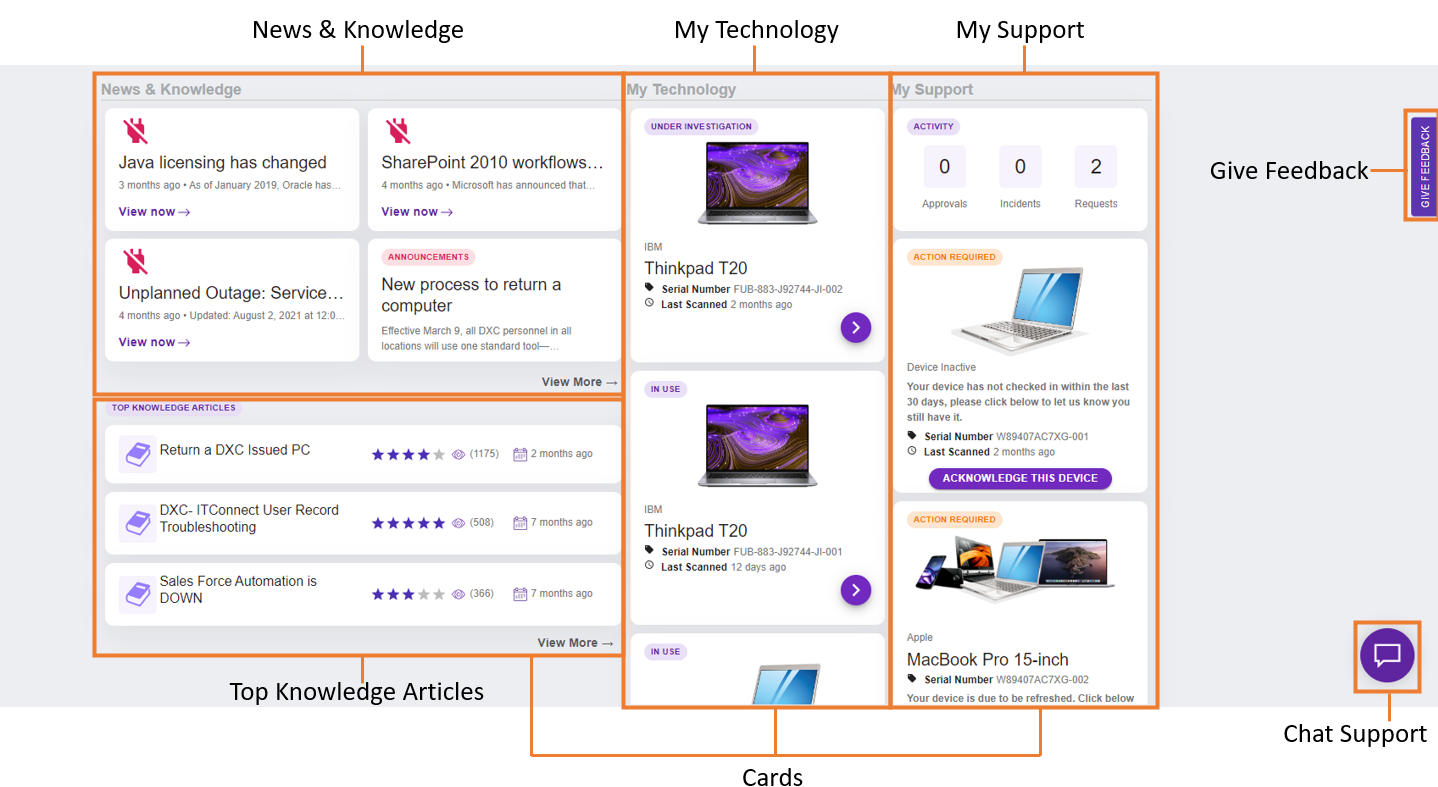 News & Knowledge
My Technology
My Support
News & Knowledge
Java licensing has changed
3 months ago • As of January 2019, Oracle has...
View now →
SharePoint 2010 workflows...
4 months ago • Microsoft has announced that...
View now →
Unplanned Outage: Service...
4 months ago • Updated: August 2, 2021 at 12:0...
View now →
ANNOUNCEMENTS
New process to return a
computer
Effective March 9, all DXC personnel in all
locations will use one standard tool—...
View More →
TOP KNOWLEDGE ARTICLES
Return a DXC Issued PC
(1175)
2 months ago
DXC- ITConnect User Record
Troubleshooting
(508)
7 months ago
Sales Force Automation is
DOWN
(366)
7 months ago
View More →
My Technology
UNDER INVESTIGATION
IBM
Thinkpad T20
Serial Number FUB-883-J92744-JI-002
Last Scanned 2 months ago
IN USE
IBM
Thinkpad T20
Serial Number FUB-883-J92744-JI-001
Last Scanned 12 days ago
IN USE
My Support
ACTIVITY
0 0 2
Approvals Incidents Requests
ACTION REQUIRED
Device Inactive
Your device has not checked in within the last
30 days, please click below to let us know you
still have it.
Serial Number W89407AC7XG-001
Last Scanned 2 months ago
ACKNOWLEDGE THIS DEVICE
ACTION REQUIRED
Apple
MacBook Pro 15-inch
Serial Number W89407AC7XG-002
Your device is due to be refreshed. Click below
GIVE FEEDBACK
Give Feedback
Top Knowledge Articles
Chat Support
Cards